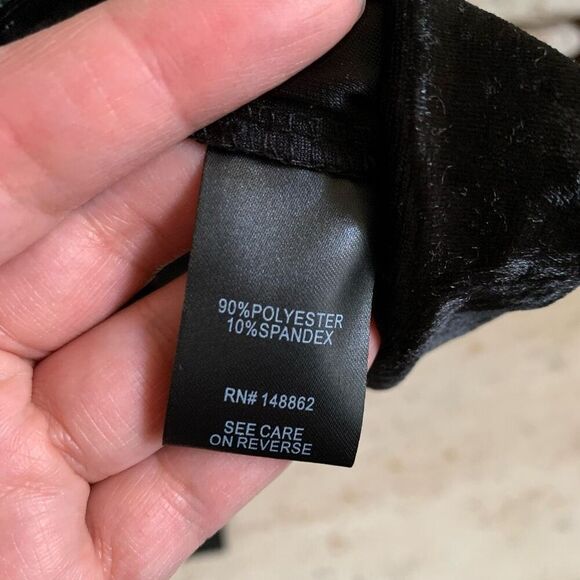 90%POLYESTER
10%SPANDEX
RN# 148862
SEE CARE
ON REVERSE